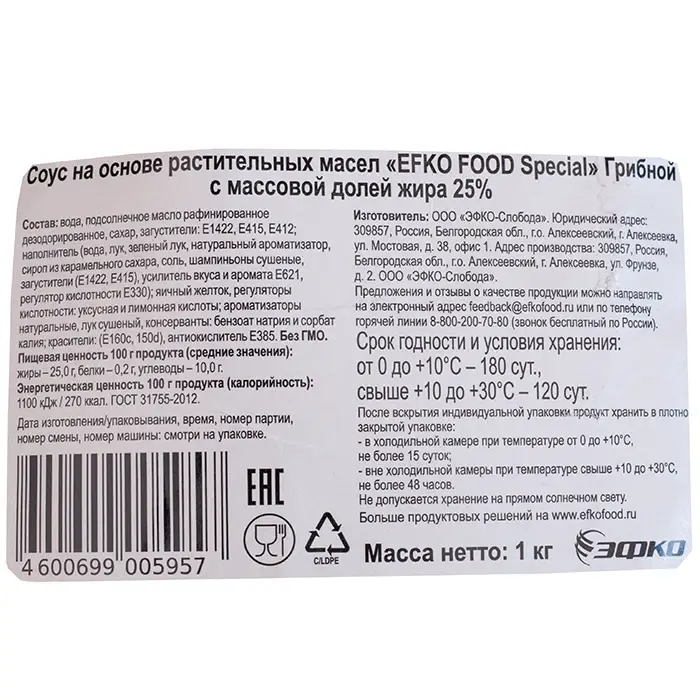 Соус на основе растительных масел «EFKO FOOD Special» Грибной
с массовой долей жира 25%
Состав: вода, подсолнечное масло рафинированное
дезодорированное, сахар, загустители: Е1422, Е415, Е412;
наполнитель (вода, лук, зеленый лук, натуральный ароматизатор,
сироп из карамельного сахара, соль, шампиньоны сушеные,
загустители (Е1422, Е415), усилитель вкуса и аромата Е621,
регулятор кислотности Е330); яичный желток, регуляторы
кислотности: уксусная и лимонная кислоты; ароматизаторы
натуральные, лук сушеный, консерванты: бензоат натрия и сорбат
калия; красители: (Е160с, 150d), антиокислитель Е385. Без ГМО.
Пищевая ценность 100 г продукта (средние значения):
жиры – 25,0 г, белки – 0,2 г, углеводы – 10,0 г.
Энергетическая ценность 100 г продукта (калорийность):
1100 кДж / 270 ккал. ГОСТ 31755-2012.
Дата изготовления/упаковывания, время, номер партии,
номер смены, номер машины: смотри на упаковке.
4 600699 005957
EAC
C/LDPE
Изготовитель: ООО «ЭФКО-Слобода». Юридический адрес:
309857, Россия, Белгородская обл., г.о. Алексеевский, г. Алексеевка,
ул. Мостовая, д. 38, офис 1. Адрес производства: 309857, Россия,
Белгородская обл., г.о. Алексеевский, г. Алексеевка, ул. Фрунзе,
д. 2. ООО «ЭФКО-Слобода».
Предложения и отзывы о качестве продукции можно направлять
на электронный адрес feedback@efkofood.ru или по телефону
горячей линии 8-800-200-70-80 (звонок бесплатный по России).
Срок годности и условия хранения:
от 0 до +10°С – 180 сут.,
свыше +10 до +30°С – 120 сут.
После вскрытия индивидуальной упаковки продукт хранить в плотно
закрытой упаковке:
- в холодильной камере при температуре от 0 до +10°С,
не более 15 суток;
- вне холодильной камеры при температуре свыше +10 до +30°С,
не более 48 часов.
Не допускается хранение на прямом солнечном свету.
Больше продуктовых решений на www.efkofood.ru
Масса нетто: 1 кг
ЭФКО